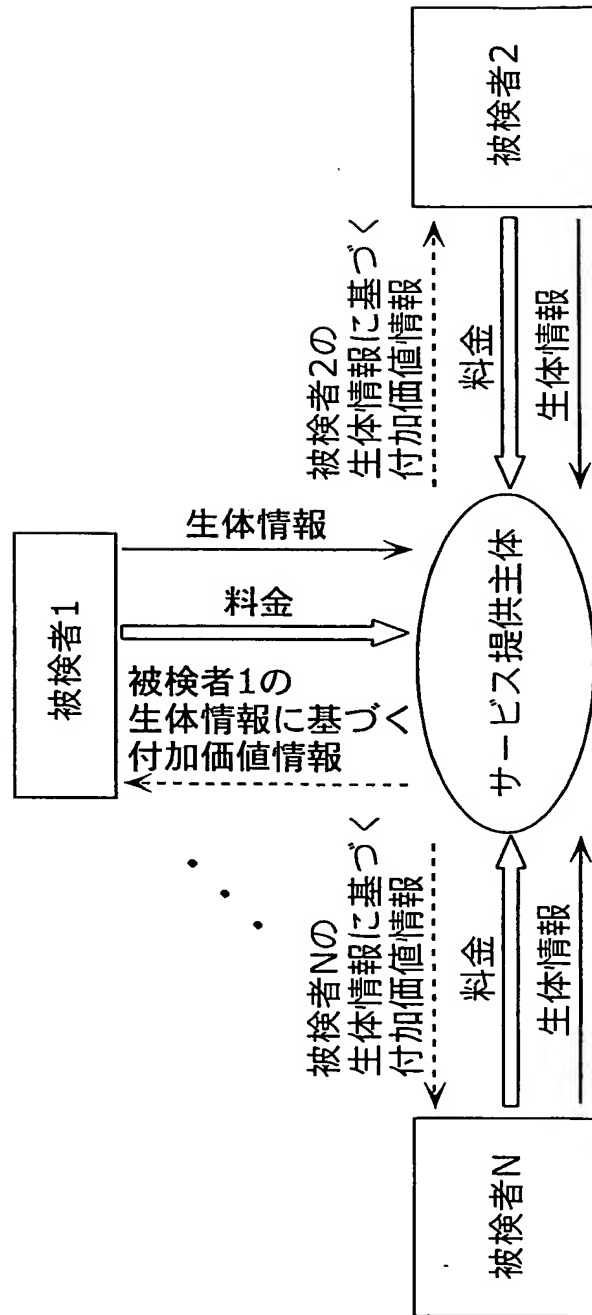 被検者1
生体情報
料金
被検者1の
生体情報に基づく
付加価値情報
被検者Nの
生体情報に基づく
付加価値情報
料金
生体情報
被検者N
サービス提供主体
被検者2の
生体情報に基づく
付加価値情報
料金
生体情報
被検者2